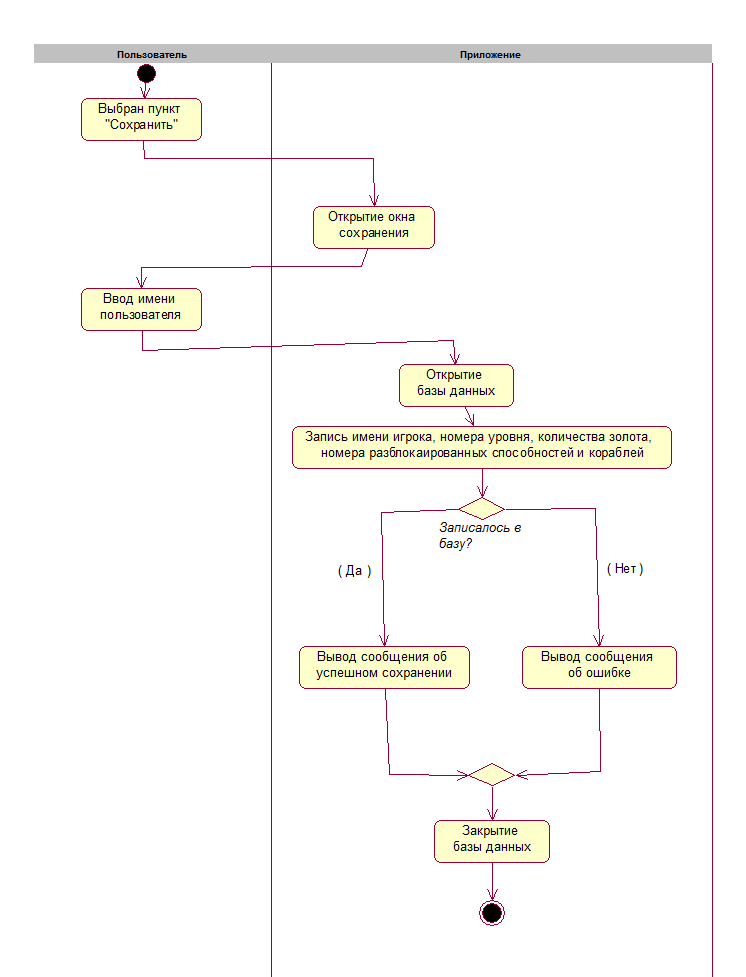 Пользователь
Приложение
Выбран пункт
"Сохранить"
Открытие окна
сохранения
Ввод имени
пользователя
Открытие
базы данных
Запись имени игрока, номера уровня, количества золота,
номера разблокаированных способностей и кораблей
Записалось в
базу?
( Да )
( Нет )
Вывод сообщения об
успешном сохранении
Вывод сообщения
об ошибке
Закрытие
базы данных